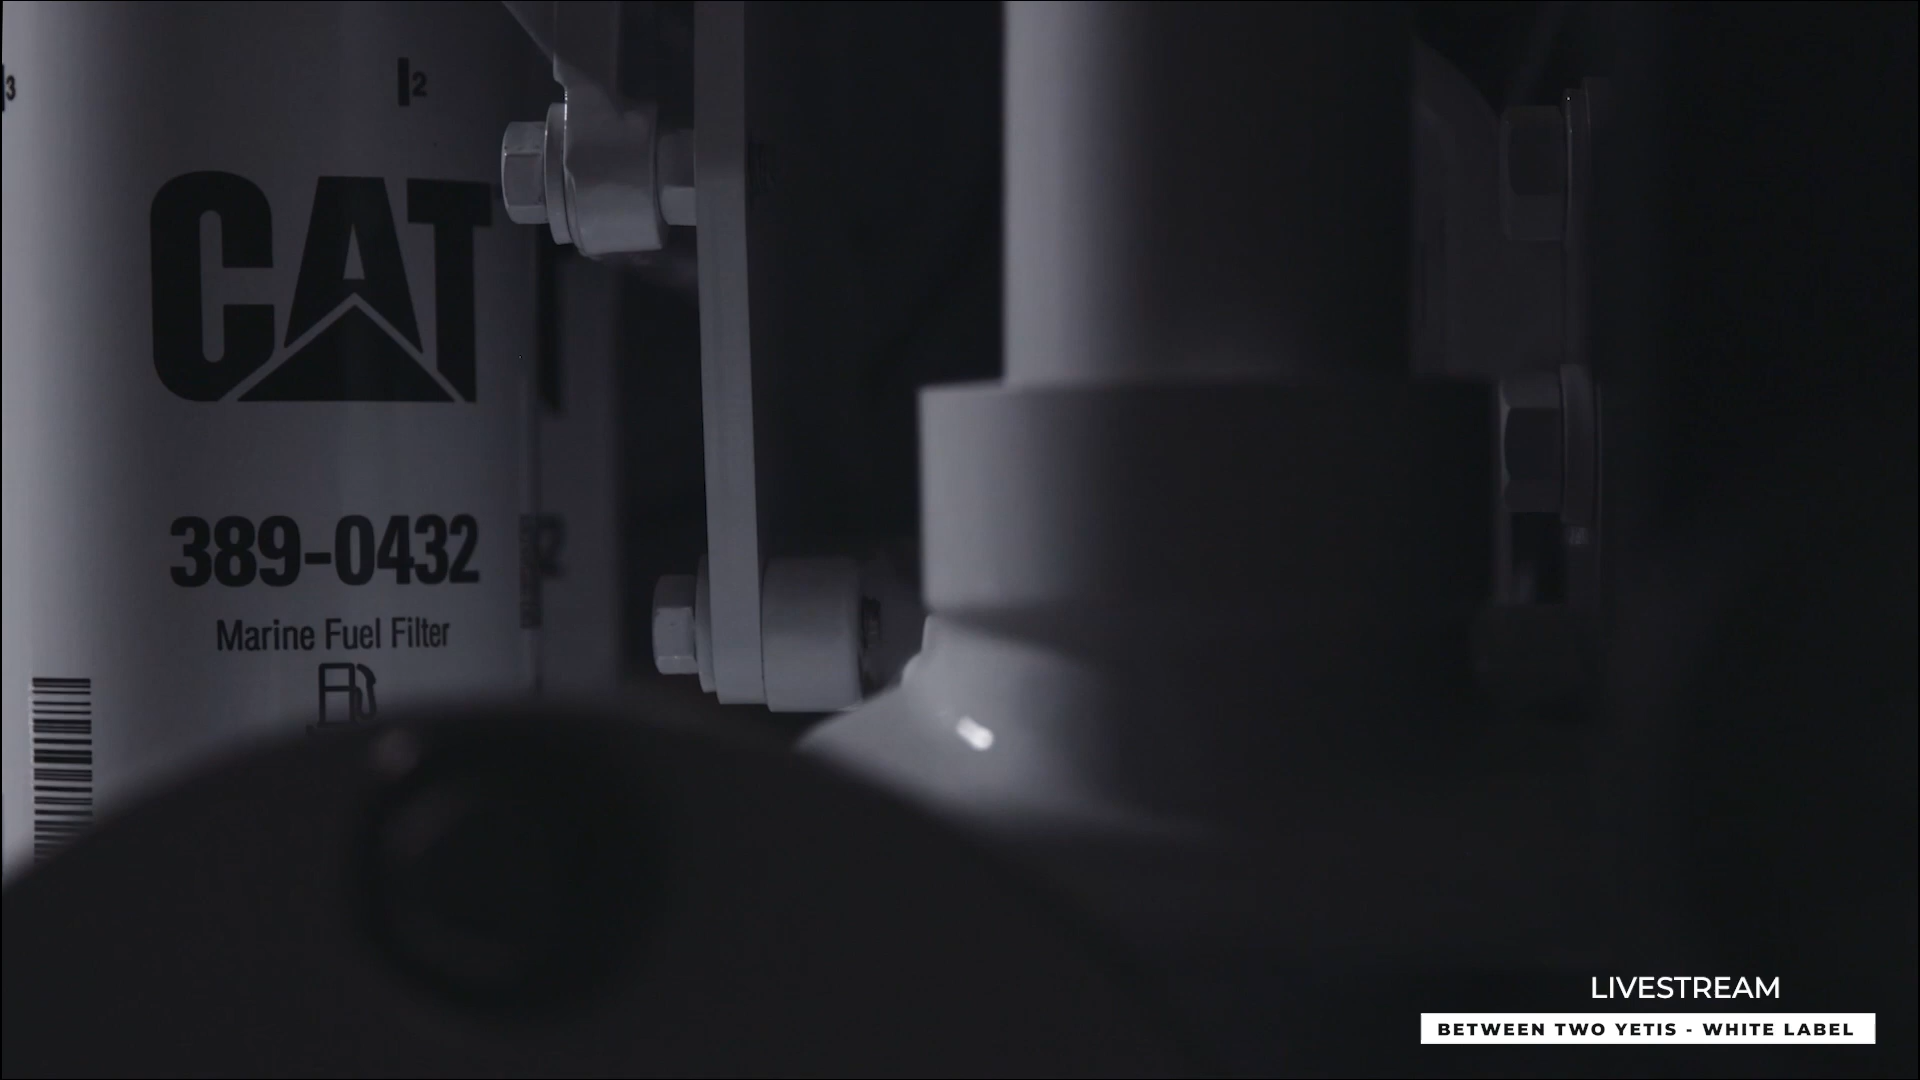 3
2
CAT
389-0432
Marine Fuel Filter
LIVESTREAM
BETWEEN TWO YETIS - WHITE LABEL